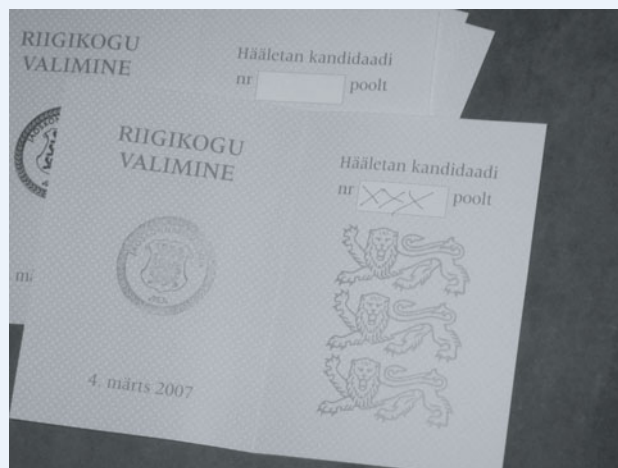 RIIGIKOGU
VALIMINE
Hääletan kandidaadi
nr poolt
RIIGIKOGU
VALIMINE
Hääletan kandidaadi
nr XXX poolt
4. märts 2007